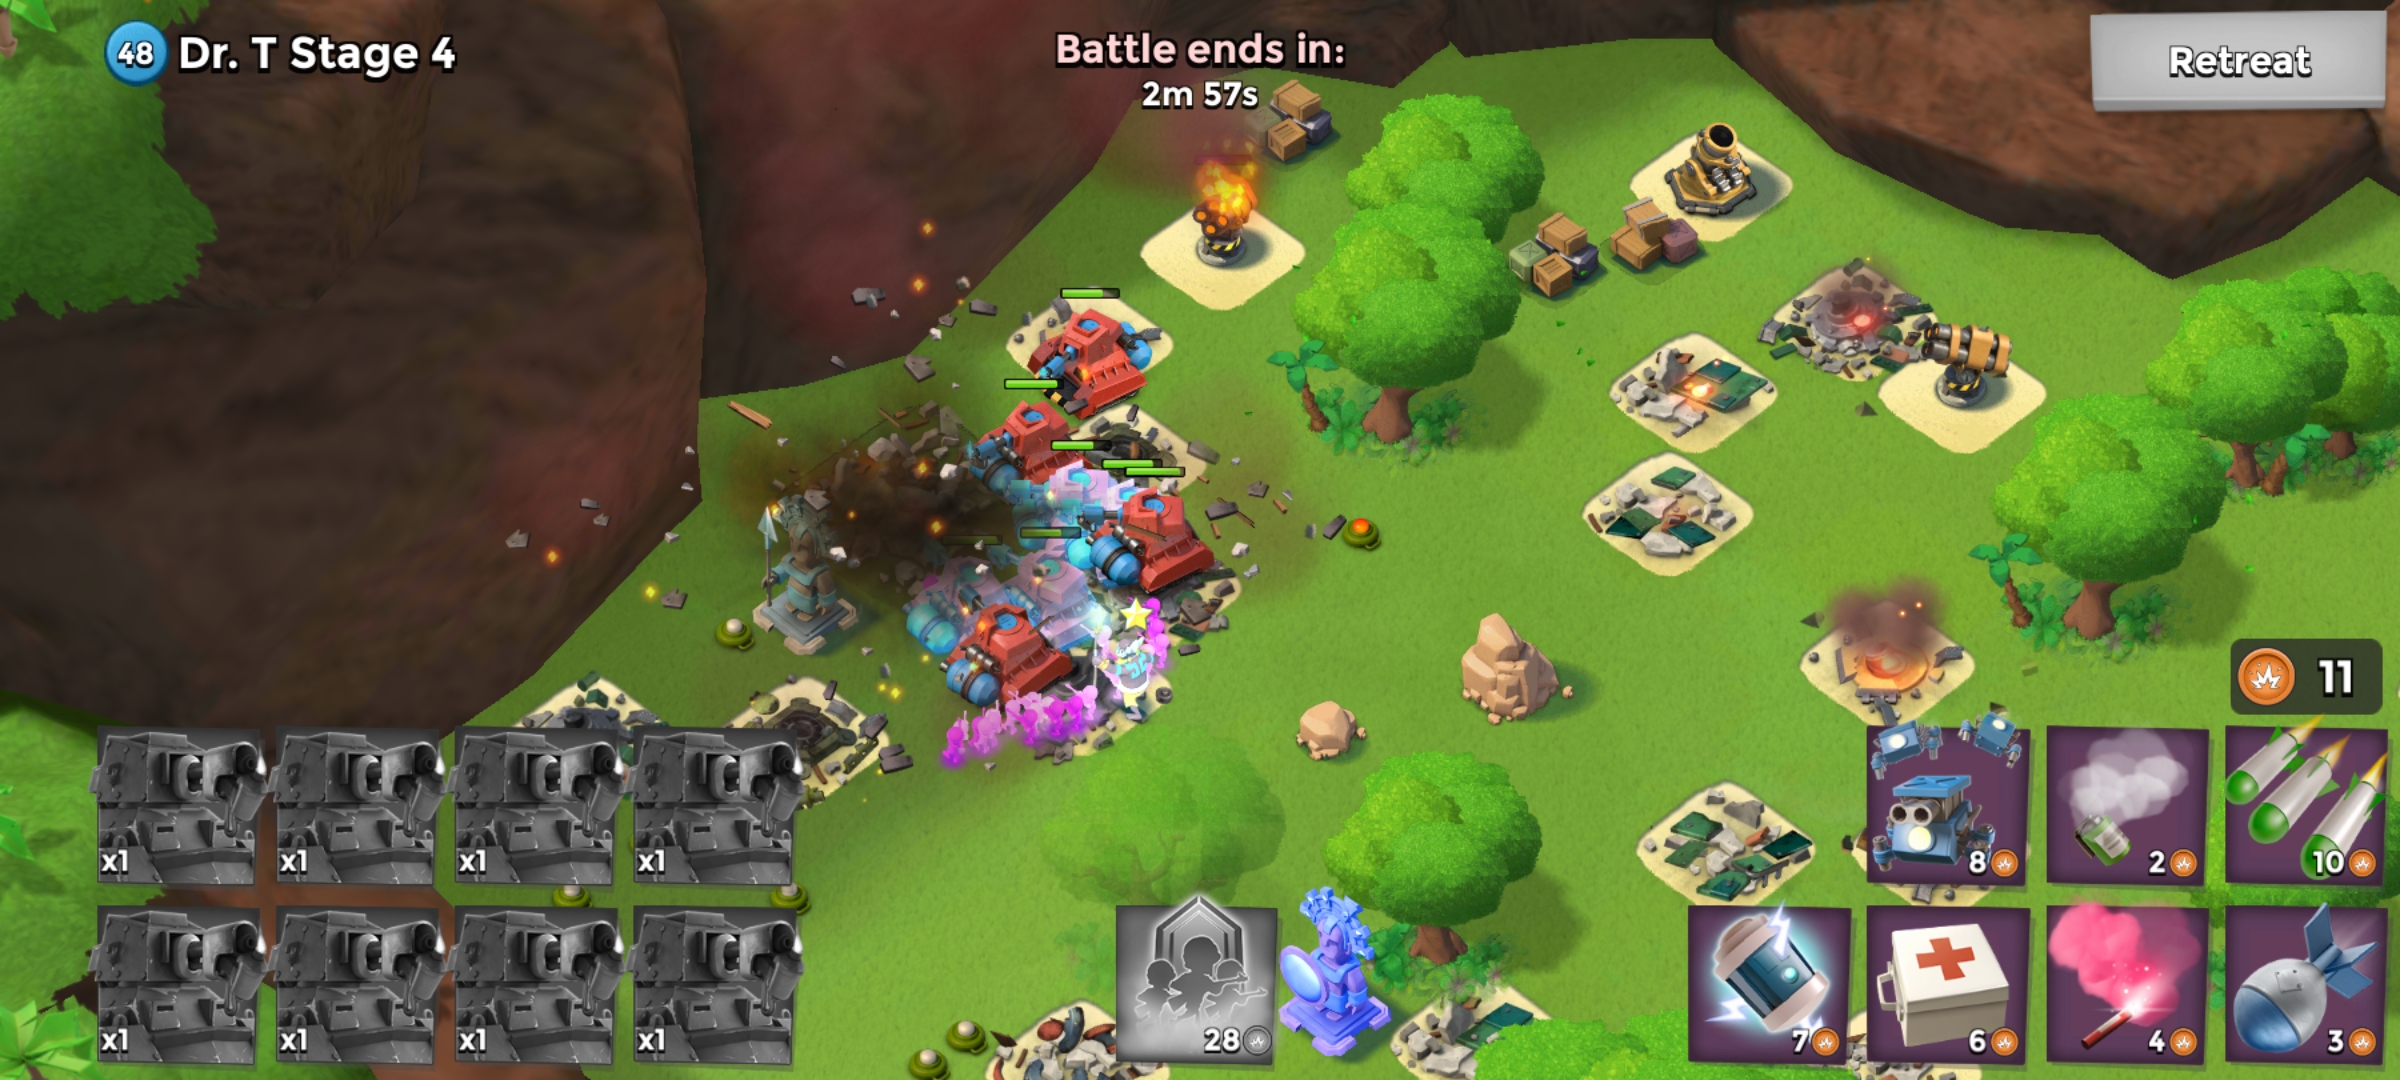 48 Dr. T Stage 4
Battle ends in:
2m 57s
Retreat
11
x1 x1 x1 x1
8 2 10
x1 x1 x1 x1
28 7 6 4 3